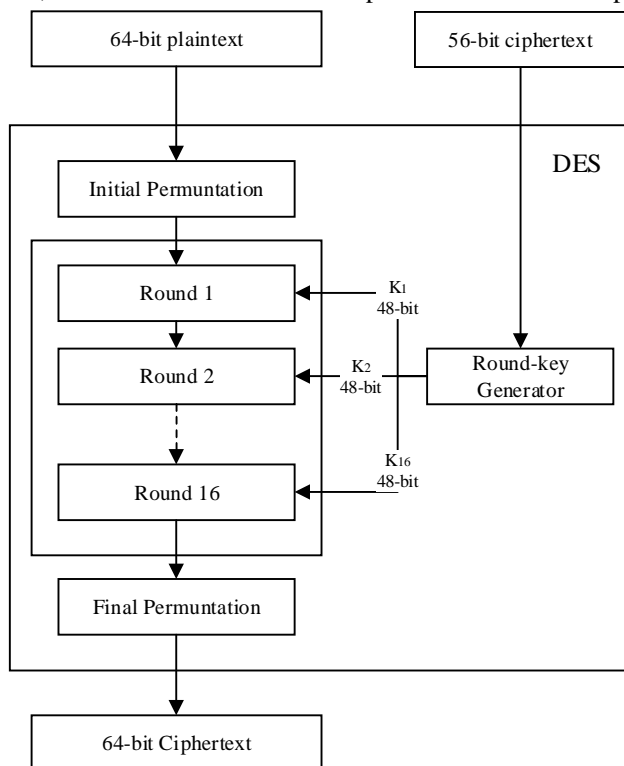 64-bit plaintext
56-bit ciphertext
DES
Initial Permuntation
Round 1
K1
48-bit
Round 2
K2
48-bit
Round-key
Generator
Round 16
K16
48-bit
Final Permuntation
64-bit Ciphertext